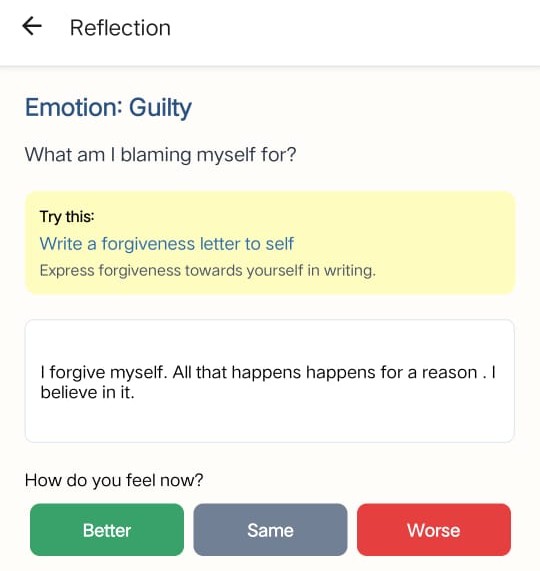 Reflection
Emotion: Guilty
What am I blaming myself for?
Try this:
Write a forgiveness letter to self
Express forgiveness towards yourself in writing.
I forgive myself. All that happens happens for a reason . I
believe in it.
How do you feel now?
Better Same Worse